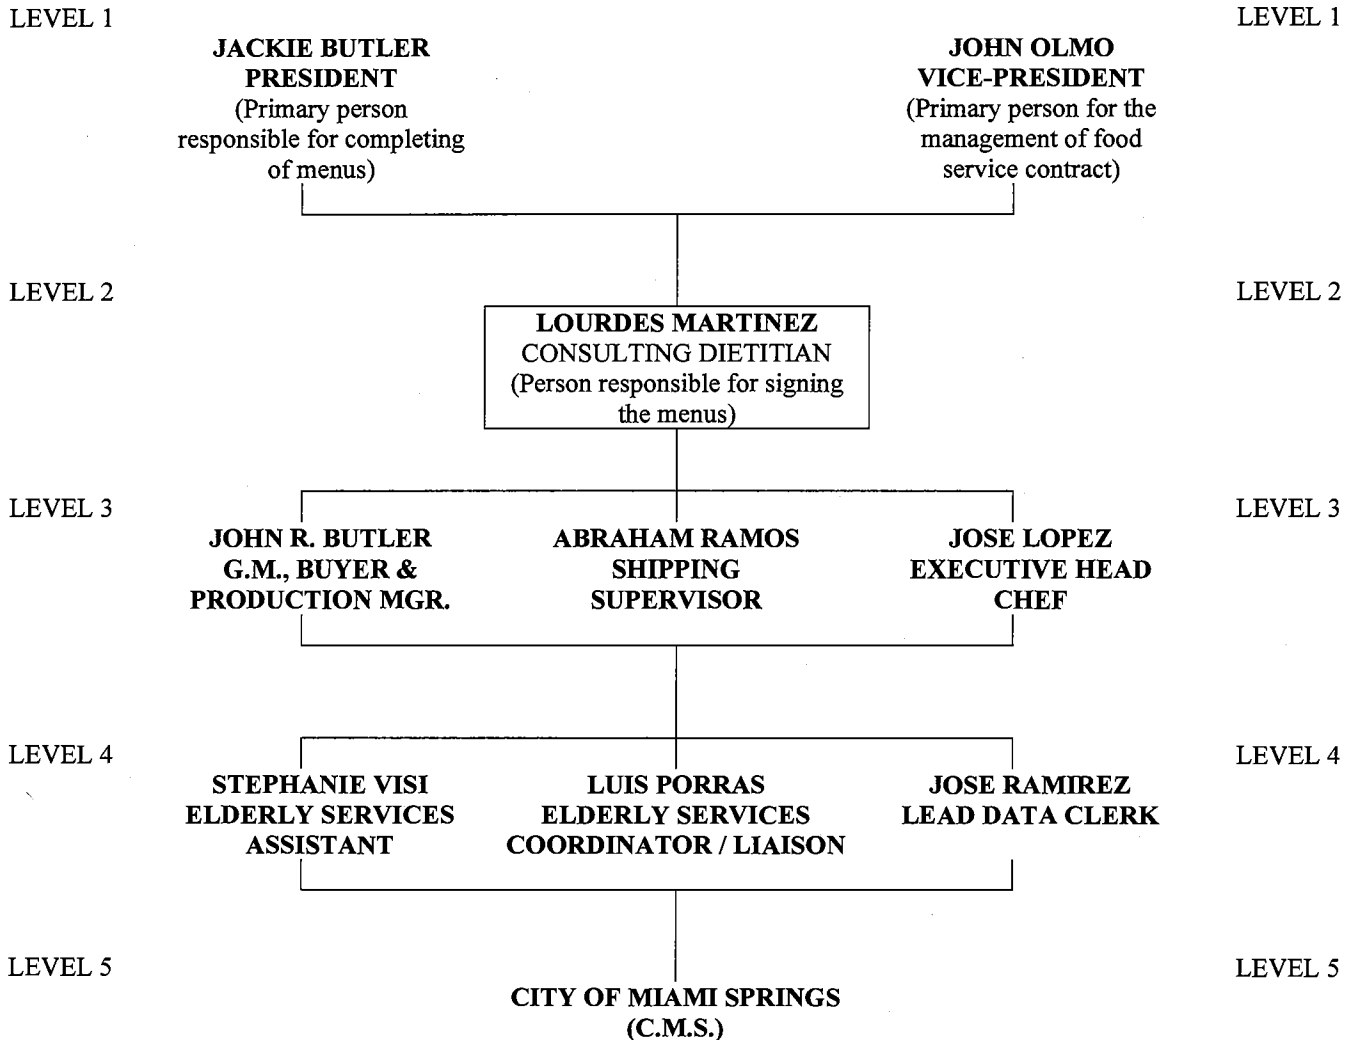 LEVEL 1
LEVEL 1
JACKIE BUTLER
PRESIDENT
(Primary person
responsible for completing
of menus)
JOHN OLMO
VICE-PRESIDENT
(Primary person for the
management of food
service contract)
LEVEL 2
LEVEL 2
LOURDES MARTINEZ
CONSULTING DIETITIAN
(Person responsible for signing
the menus)
LEVEL 3
LEVEL 3
JOHN R. BUTLER
G.M., BUYER &
PRODUCTION MGR.
ABRAHAM RAMOS
SHIPPING
SUPERVISOR
JOSE LOPEZ
EXECUTIVE HEAD
CHEF
LEVEL 4
LEVEL 4
STEPHANIE VISI
ELDERLY SERVICES
ASSISTANT
LUIS PORRAS
ELDERLY SERVICES
COORDINATOR / LIAISON
JOSE RAMIREZ
LEAD DATA CLERK
LEVEL 5
LEVEL 5
CITY OF MIAMI SPRINGS
(C.M.S.)